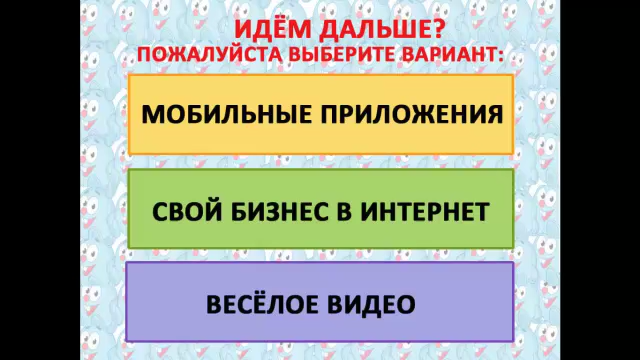 ИДЁМ ДАЛЬШЕ?
ПОЖАЛУЙСТА ВЫБЕРИТЕ ВАРИАНТ:
МОБИЛЬНЫЕ ПРИЛОЖЕНИЯ
СВОЙ БИЗНЕС В ИНТЕРНЕТ
ВЕСЁЛОЕ ВИДЕО